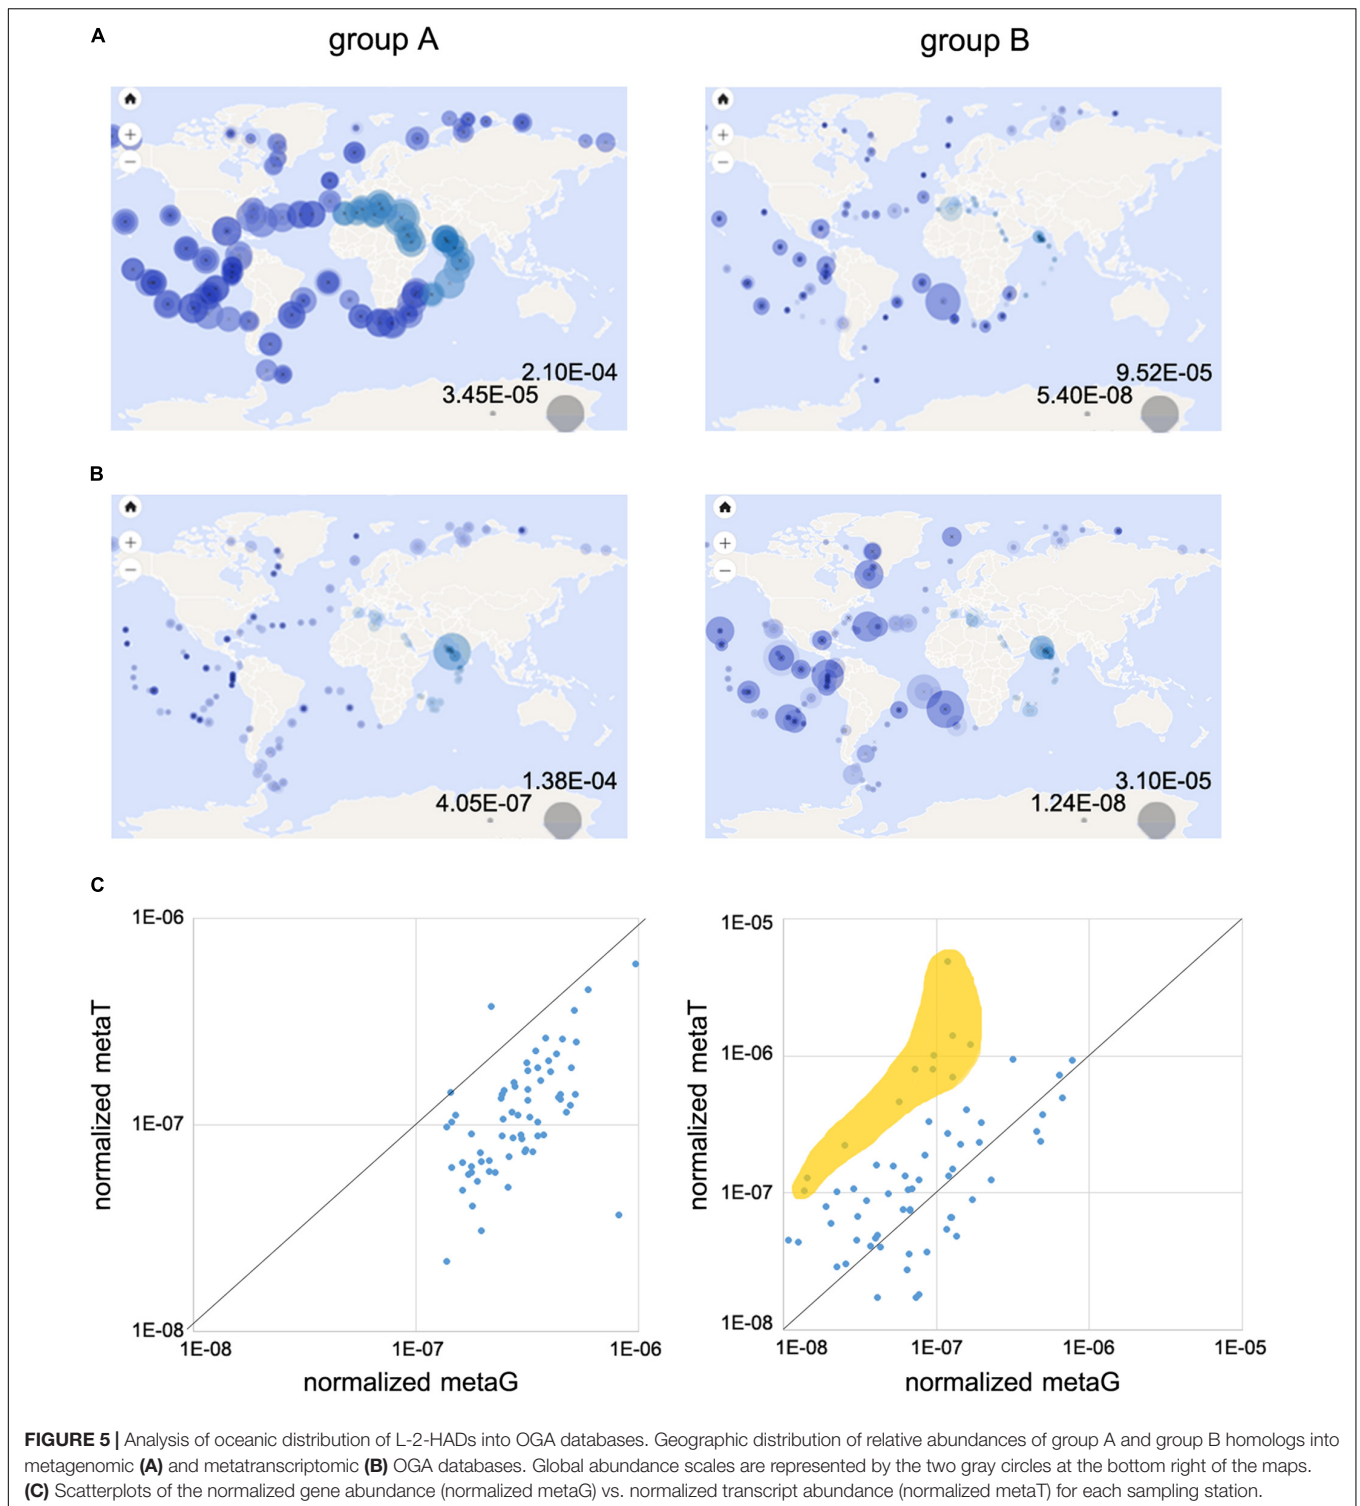 A
group A
group B
+
−
2.10E-04
3.45E-05
+
−
9.52E-05
5.40E-08
B
+
−
1.38E-04
4.05E-07
+
−
3.10E-05
1.24E-08
C
1E-06
1E-07
1E-08
normalized metaT
1E-08
1E-07
1E-06
normalized metaG
1E-05
1E-06
1E-07
1E-08
normalized metaT
1E-08
1E-07
1E-06
1E-05
normalized metaG
FIGURE 5 | Analysis of oceanic distribution of L-2-HADs into OGA databases. Geographic distribution of relative abundances of group A and group B homologs into
metagenomic (A) and metatranscriptomic (B) OGA databases. Global abundance scales are represented by the two gray circles at the bottom right of the maps.
(C) Scatterplots of the normalized gene abundance (normalized metaG) vs. normalized transcript abundance (normalized metaT) for each sampling station.